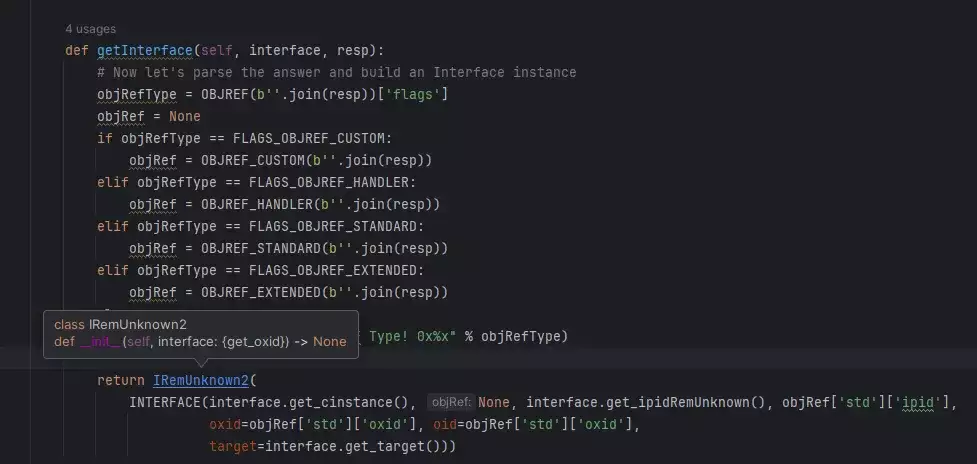 4 usages
def getInterface(self, interface, resp):
# Now let's parse the answer and build an Interface instance
objRefType = OBJREF(b''.join(resp))['flags']
objRef = None
if objRefType == FLAGS_OBJREF_CUSTOM:
objRef = OBJREF_CUSTOM(b''.join(resp))
elif objRefType == FLAGS_OBJREF_HANDLER:
objRef = OBJREF_HANDLER(b''.join(resp))
elif objRefType == FLAGS_OBJREF_STANDARD:
objRef = OBJREF_STANDARD(b''.join(resp))
elif objRefType == FLAGS_OBJREF_EXTENDED:
objRef = OBJREF_EXTENDED(b''.join(resp))
class IRemUnknown2
def __init__(self, interface: {get_oxid}) -> None
Type! 0x%x" % objRefType)
return IRemUnknown2(
INTERFACE(interface.get_cinstance(), objRef: None, interface.get_ipidRemUnknown(), objRef['std']['ipid'],
oxid=objRef['std']['oxid'], oid=objRef['std']['oxid'],
target=interface.get_target()))